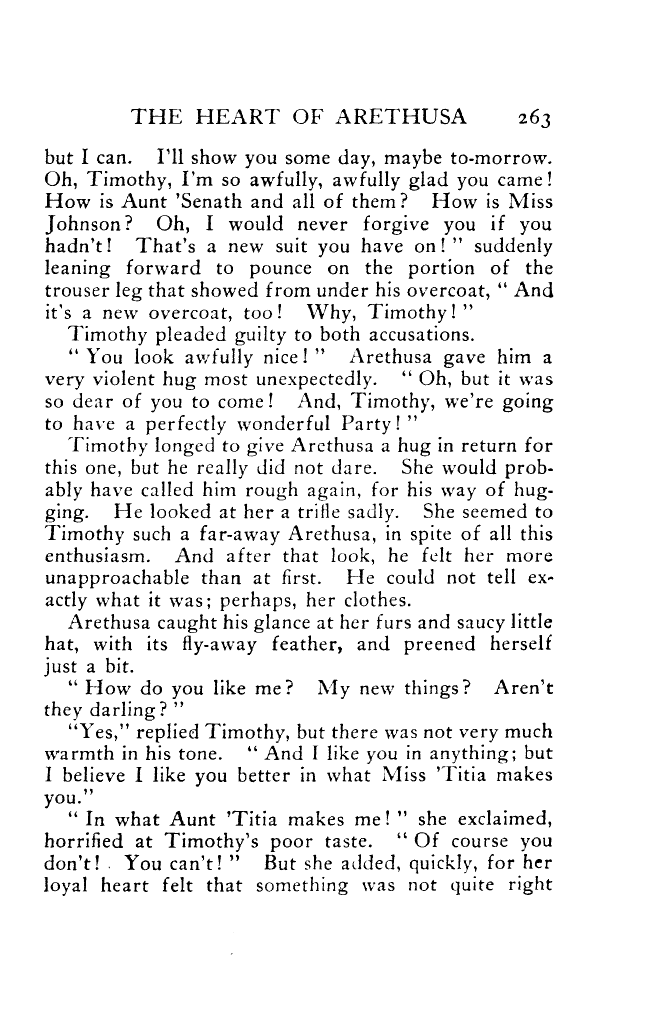 THE HEART OF ARETHUSA 263
but I can. I'll show you some day, maybe to-morrow.
Oh, Timothy, I'm so awfully, awfully glad you came!
How is Aunt 'Senath and all of them? How is Miss
Johnson? Oh, I would never forgive you if you
hadn't! That's a new suit you have on!" suddenly
leaning forward to pounce on the portion of the
trouser leg that showed from under his overcoat, "And
it's a new overcoat, too! Why, Timothy!"
Timothy pleaded guilty to both accusations.
"You look awfully nice!" Arethusa gave him a
very violent hug most unexpectedly. "Oh, but it was
so dear of you to come! And, Timothy, we're going
to have a perfectly wonderful Party!"
Timothy longed to give Arethusa a hug in return for
this one, but he really did not dare. She would prob-
ably have called him rough again, for his way of hug-
ging. He looked at her a trifle sadly. She seemed to
Timothy such a far-away Arethusa, in spite of all this
enthusiasm. And after that look, he felt her more
unapproachable than at first. He could not tell ex-
actly what it was; perhaps, her clothes.
Arethusa caught his glance at her furs and saucy little
hat, with its fly-away feather, and preened herself
just a bit.
"How do you like me? My new things? Aren't
they darling?"
"Yes," replied Timothy, but there was not very much
warmth in his tone. "And I like you in anything; but
I believe I like you better in what Miss 'Titia makes
you."
"In what Aunt 'Titia makes me!" she exclaimed,
horrified at Timothy's poor taste. "Of course you
don't! You can't!" But she added, quickly, for her
loyal heart felt that something was not quite right